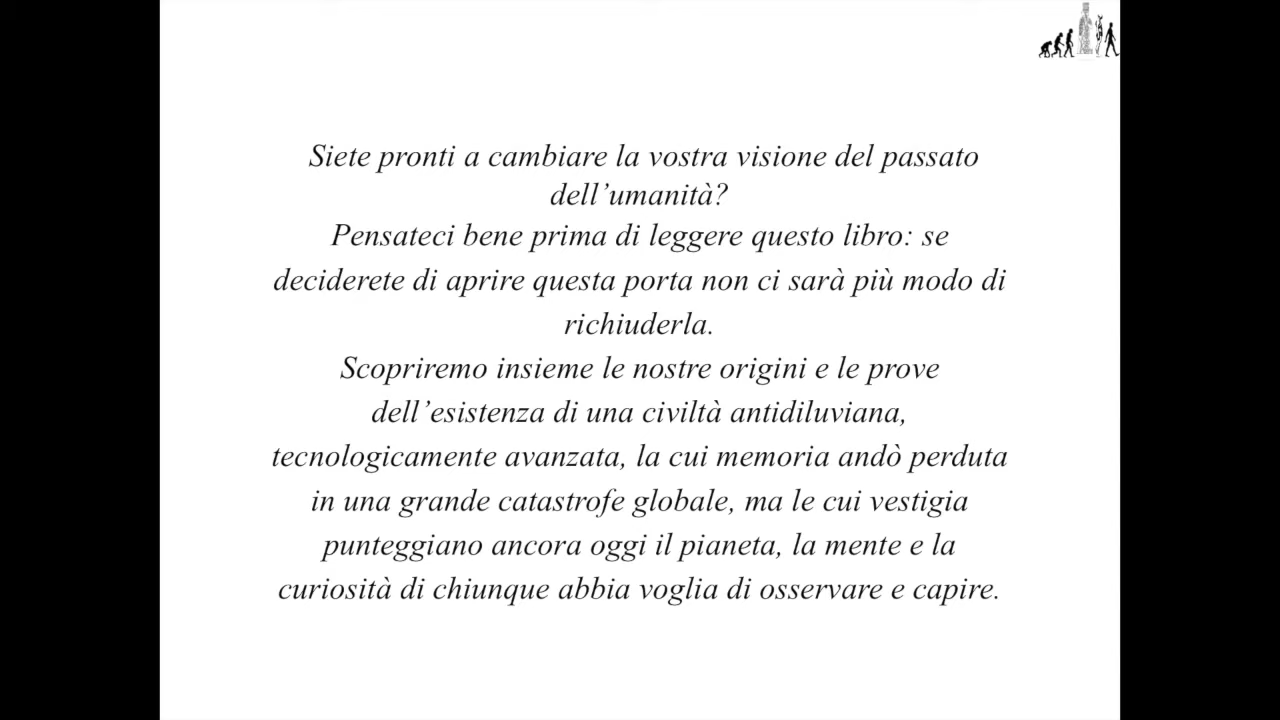 Siete pronti a cambiare la vostra visione del passato
dell’umanità?
Pensateci bene prima di leggere questo libro: se
deciderete di aprire questa porta non ci sarà più modo di
richiuderla.
Scopriremo insieme le nostre origini e le prove
dell’esistenza di una civiltà antidiluviana,
tecnologicamente avanzata, la cui memoria andò perduta
in una grande catastrofe globale, ma le cui vestigia
punteggiano ancora oggi il pianeta, la mente e la
curiosità di chiunque abbia voglia di osservare e capire.